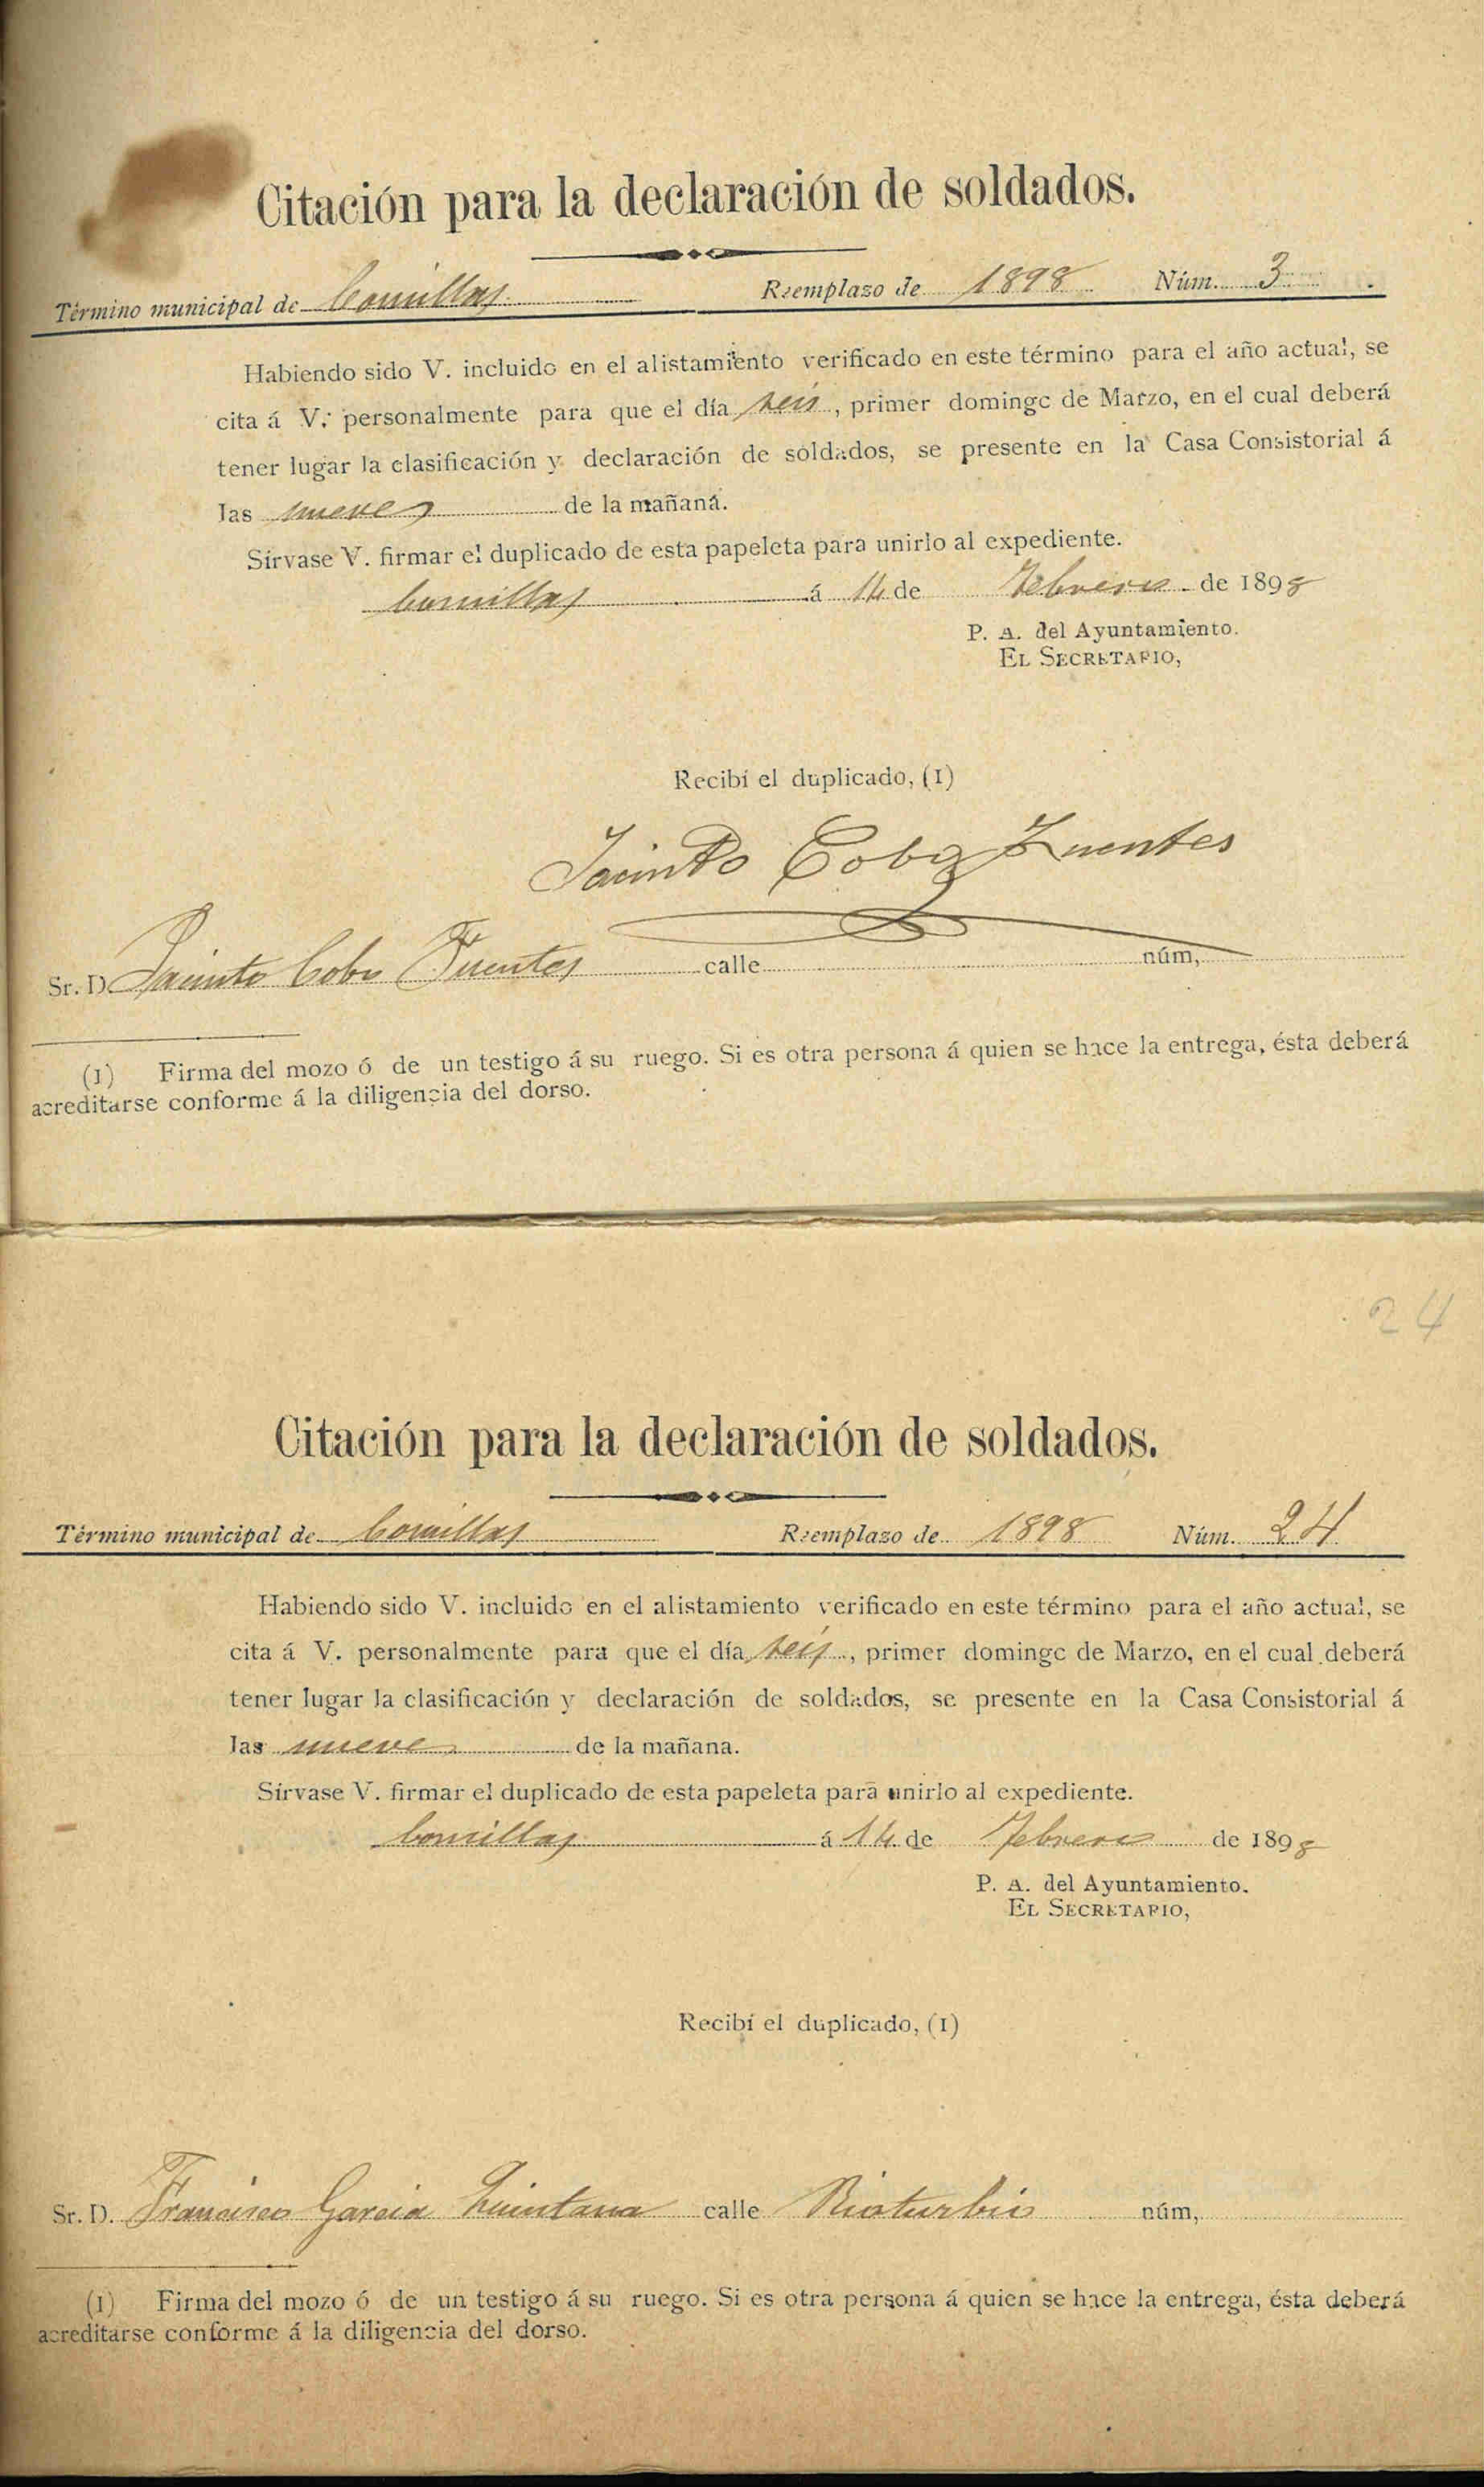 Citación para la declaración de soldados.
Término municipal de Comillas Reemplazo de 1898 Núm. 3
Habiendo sido V. incluido en el alistamiento verificado en este término para el año actual, se
cita á V. personalmente para que el día seis, primer domingo de Marzo, en el cual deberá
tener lugar la clasificación y declaración de soldados, se presente en la Casa Consistorial á
las nueve de la mañana.
Sírvase V. firmar el duplicado de esta papeleta para unirlo al expediente.
Comillas á 14 de Febrero de 1898
P. A. del Ayuntamiento.
EL SECRETARIO,
Recibí el duplicado, (1)
Jacinto Cobo Fuentes
Sr. D. Jacinto Cobo Fuentes calle núm,
(1) Firma del mozo ó de un testigo á su ruego. Si es otra persona á quien se hace la entrega, ésta deberá
acreditarse conforme á la diligencia del dorso.
24
Citación para la declaración de soldados.
Término municipal de Comillas Reemplazo de 1898 Núm. 24
Habiendo sido V. incluido en el alistamiento verificado en este término para el año actual, se
cita á V. personalmente para que el día seis, primer domingo de Marzo, en el cual deberá
tener lugar la clasificación y declaración de soldados, se presente en la Casa Consistorial á
las nueve de la mañana.
Sírvase V. firmar el duplicado de esta papeleta para unirlo al expediente.
Comillas á 14 de Febrero de 1898
P. A. del Ayuntamiento.
EL SECRETARIO,
Recibí el duplicado, (1)
Sr. D. Francisco Garcia Quintana calle Rioturbio núm,
(1) Firma del mozo ó de un testigo á su ruego. Si es otra persona á quien se hace la entrega, ésta deberá
acreditarse conforme á la diligencia del dorso.